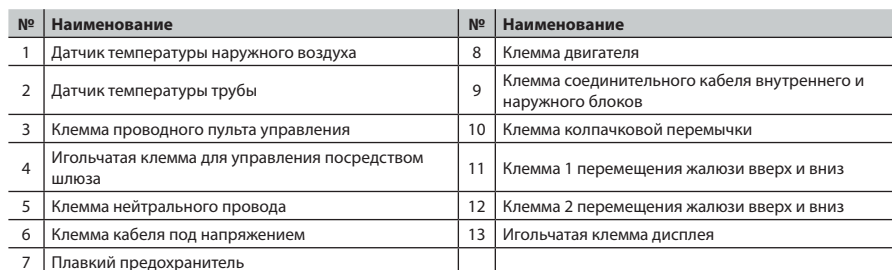 № Наименование № Наименование
1 Датчик температуры наружного воздуха 8 Клемма двигателя
2 Датчик температуры трубы 9 Клемма соединительного кабеля внутреннего и
наружного блоков
3 Клемма проводного пульта управления 10 Клемма колпачковой перемычки
4 Игольчатая клемма для управления посредством
шлюза
11 Клемма 1 перемещения жалюзи вверх и вниз
5 Клемма нейтрального провода 12 Клемма 2 перемещения жалюзи вверх и вниз
6 Клемма кабеля под напряжением 13 Игольчатая клемма дисплея
7 Плавкий предохранитель